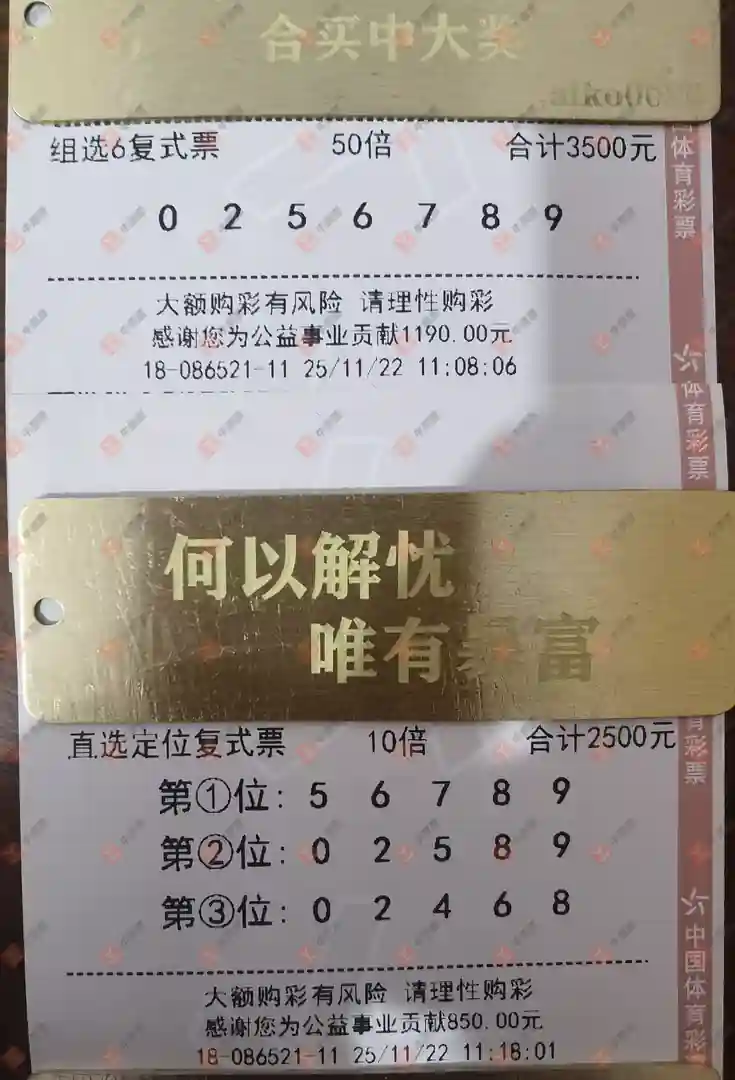 合买中大奖
组选6复式票 50倍 合计3500元
0 2 5 6 7 8 9
大额购彩有风险 请理性购彩
感谢您为公益事业贡献1190.00元
18-086521-11 25/11/22 11:08:06
体育彩票
体育彩票
何以解忧
唯有暴富
直选定位复式票 10倍 合计2500元
第①位: 5 6 7 8 9
第②位: 0 2 5 8 9
第③位: 0 2 4 6 8
大额购彩有风险 请理性购彩
感谢您为公益事业贡献850.00元
18-086521-11 25/11/22 11:18:01
育彩票
中国体育彩